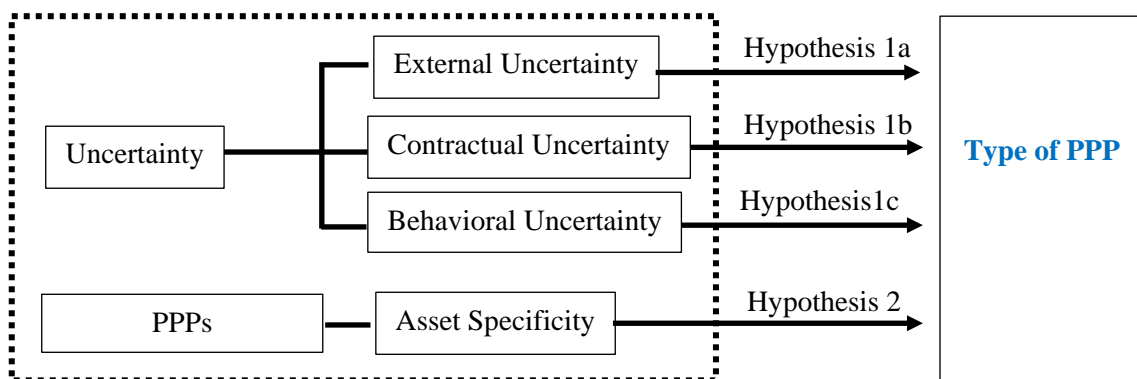 External Uncertainty
Hypothesis 1a
Uncertainty
Contractual Uncertainty
Hypothesis 1b
Type of PPP
Behavioral Uncertainty
Hypothesis1c
PPPs
Asset Specificity
Hypothesis 2